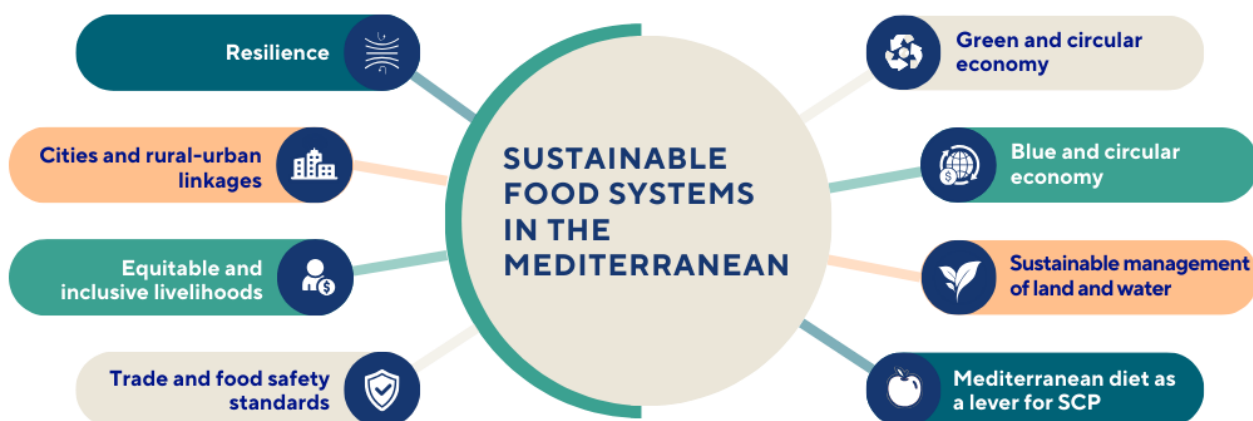 Resilience
Cities and rural-urban
linkages
Equitable and
inclusive livelihoods
Trade and food safety
standards
SUSTAINABLE
FOOD SYSTEMS
IN THE
MEDITERRANEAN
Green and circular
economy
Blue and circular
economy
Sustainable management
of land and water
Mediterranean diet as
a lever for SCP